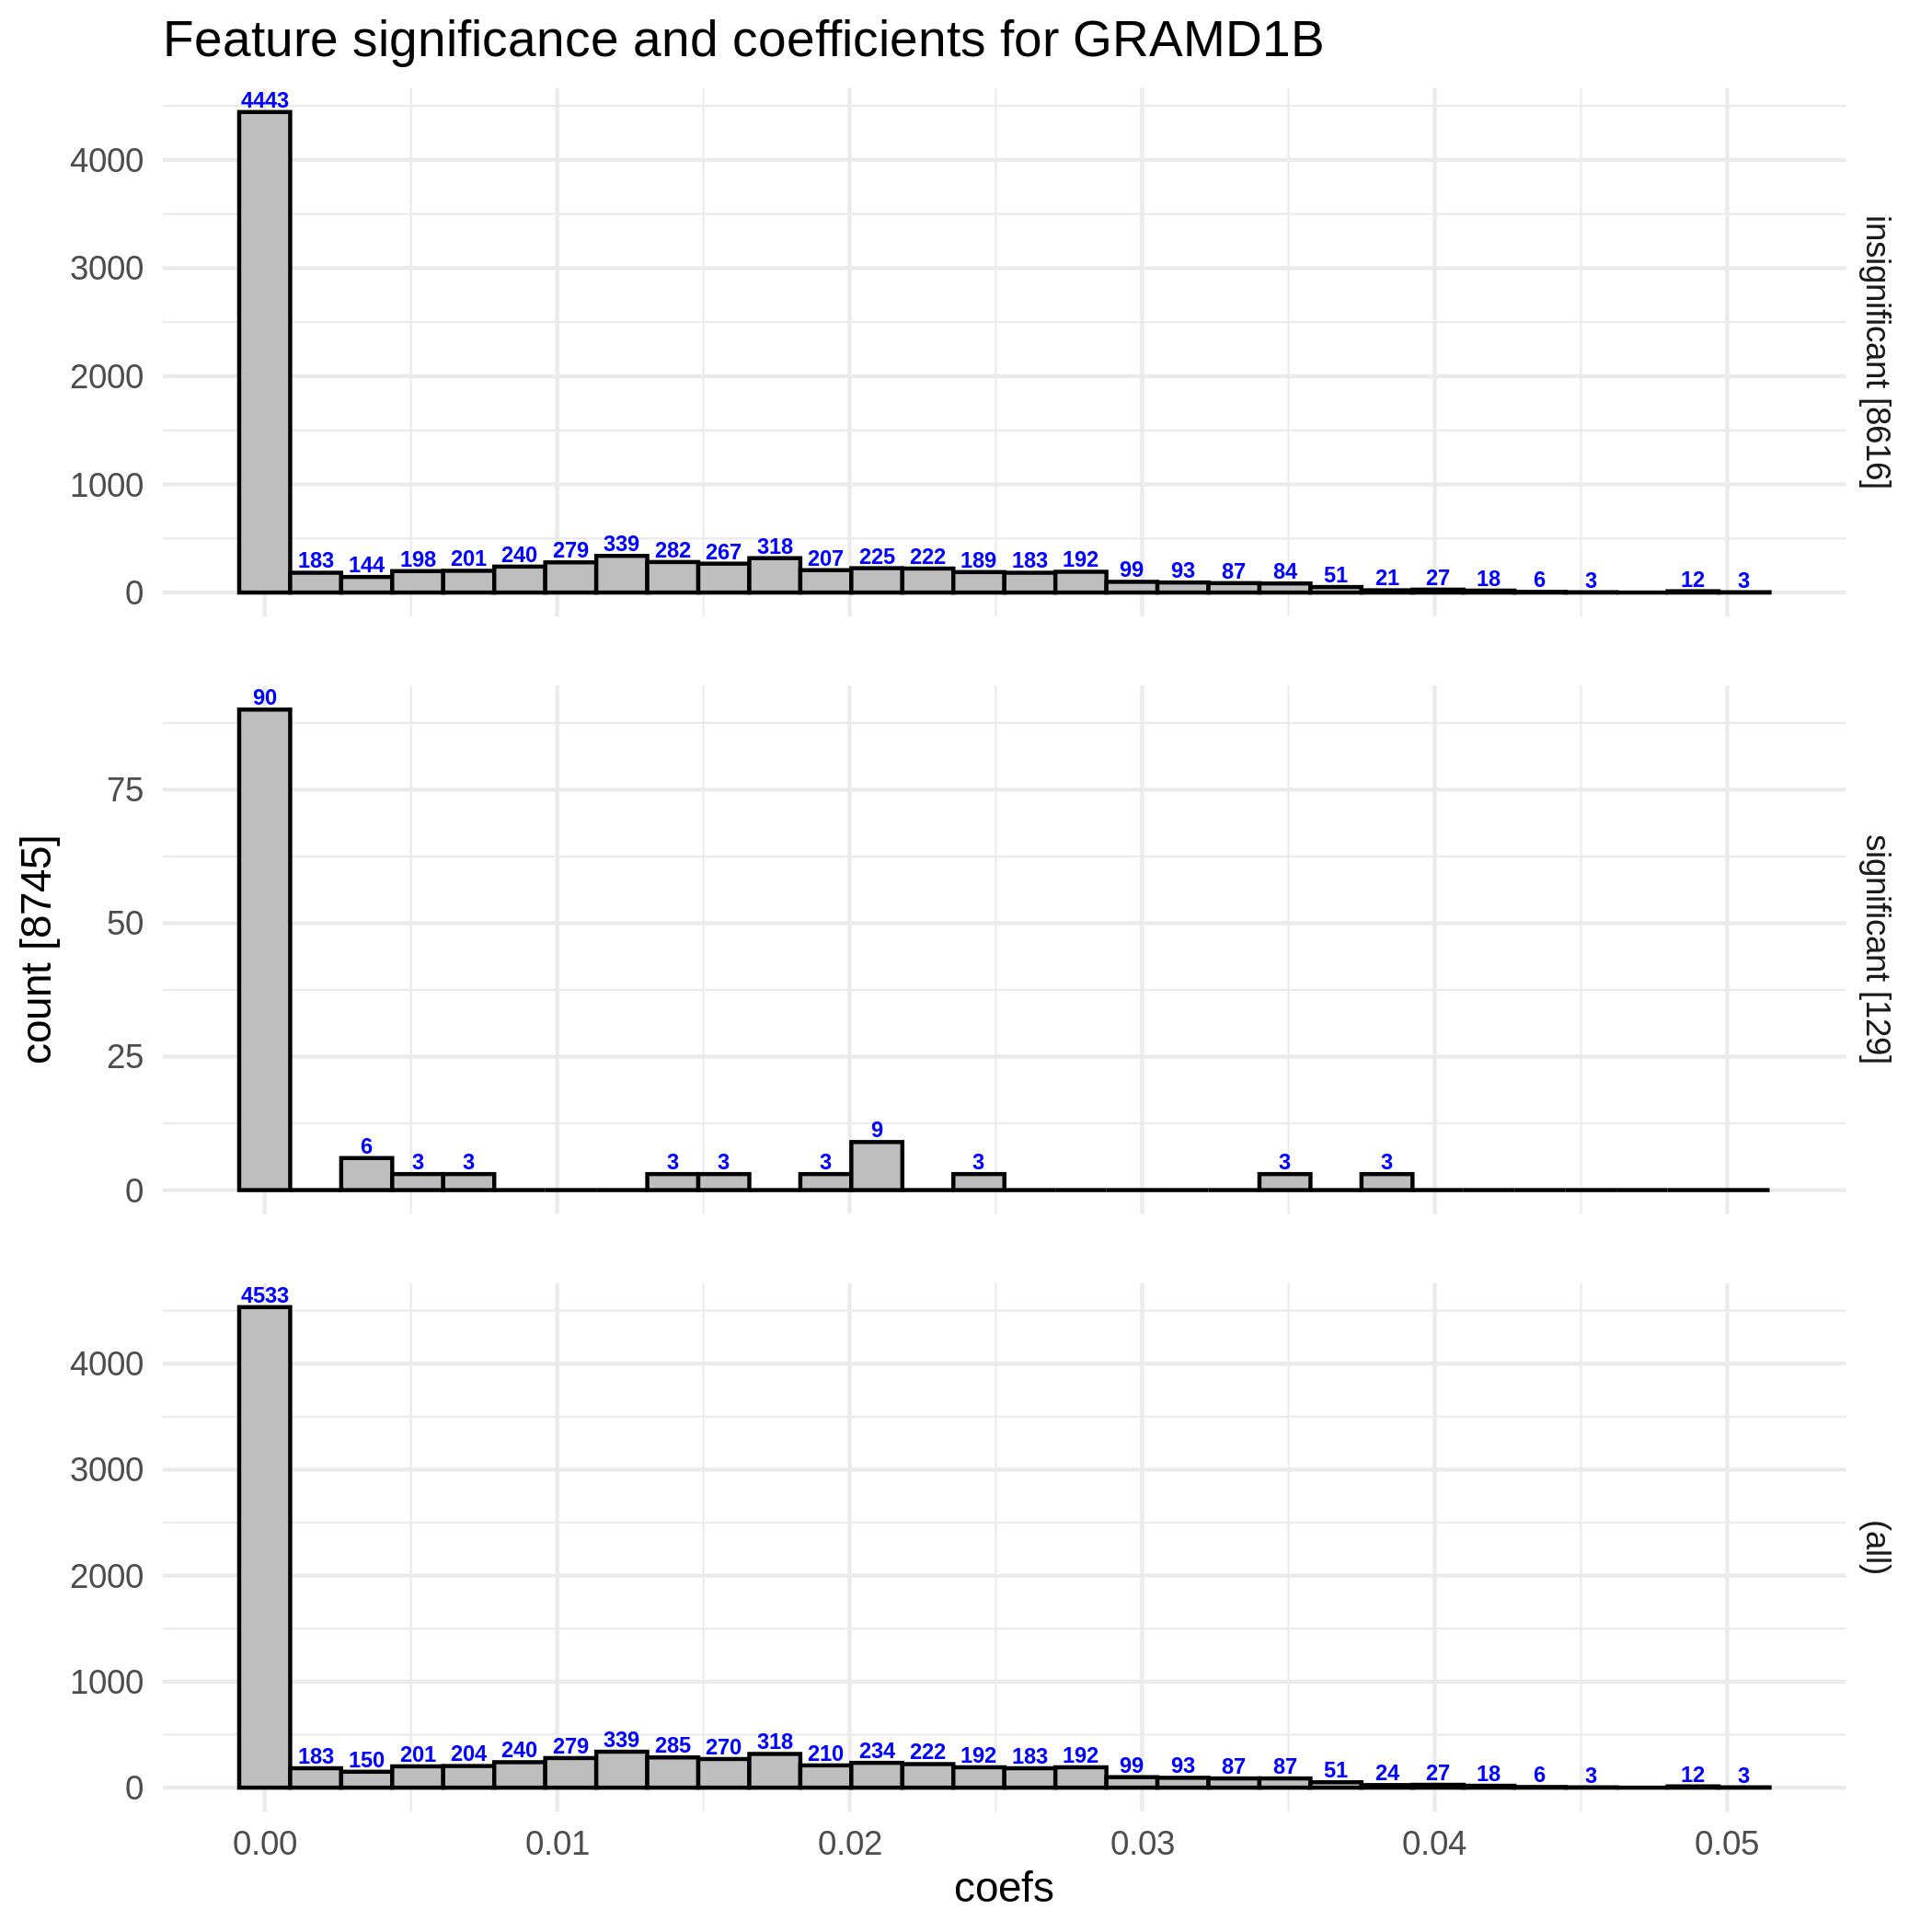 Feature significance and coefficients for GRAMD1B
4443
4000
3000
2000
1000
0
183 144 198 201 240 279 339 282 267 318 207 225 222 189 183 192 99 93 87 84 51 21 27 18 6 3 12 3
insignificant [8616]
90
75
50
25
0
6 3 3 3 3 3 9 3 3 3
significant [129]
count [8745]
4533
4000
3000
2000
1000
0
183 150 201 204 240 279 339 285 270 318 210 234 222 192 183 192 99 93 87 87 51 24 27 18 6 3 12 3
(all)
0.00 0.01 0.02 0.03 0.04 0.05
coefs